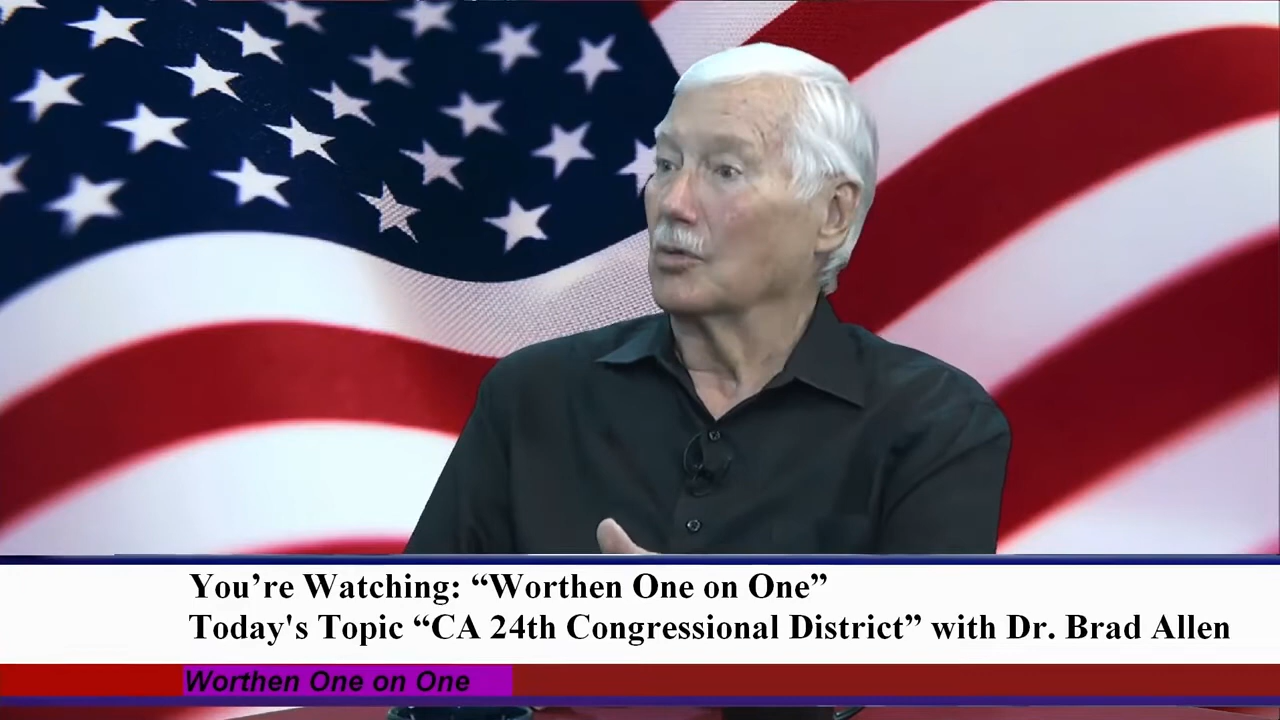 You’re Watching: “Worthen One on One”
Today's Topic “CA 24th Congressional District” with Dr. Brad Allen
Worthen One on One